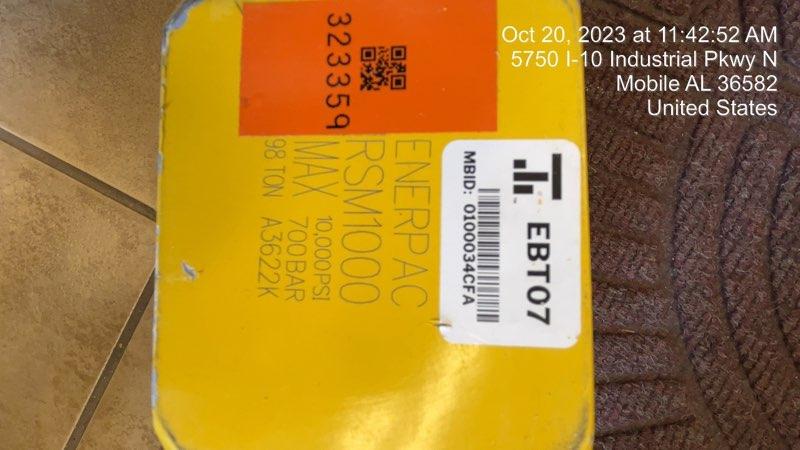 Oct 20, 2023 at 11:42:52 AM
5750 I-10 Industrial Pkwy N
Mobile AL 36582
United States
323359
ENERPAC
RSM1000
MAX 10,000PSI
700BAR
98 TON A3622K
EBT07
MBID: 0100034CFA